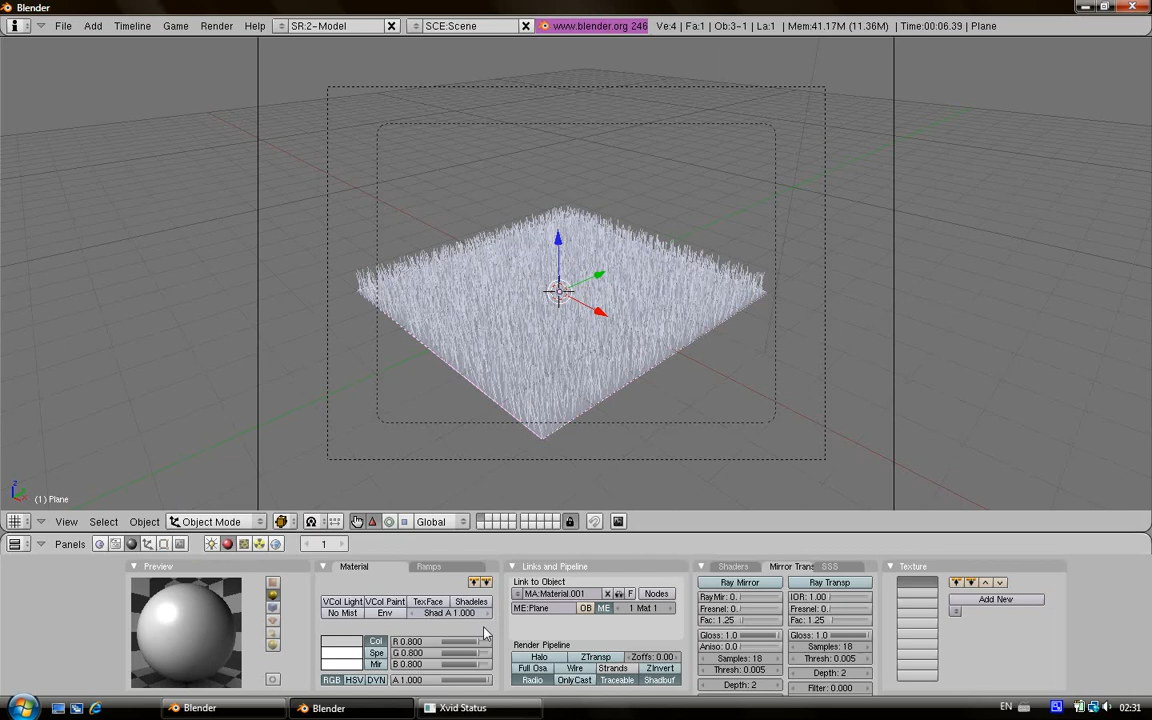 Blender
File Add Timeline Game Render Help SR:2-Model SCE:Scene www.blender.org 246 Ve:4 | Fa:1 | Ob:3-1 | La:1 | Mem:41.17M (11.36M) | Time:00:06.39 | Plane
z
(1) Plane
View Select Object Object Mode Global
Panels 1
Preview Material Ramps Links and Pipeline Shaders Mirror Trans SSS Texture
Link to Object
Ray Mirror Ray Transp
MA:Material.001 X F Nodes
RayMir: 0. IOR: 1.00 Add New
VCol Light VCol Paint TexFace Shadeles
ME:Plane OB ME 1 Mat 1
Fresnel: 0. Fresnel: 0.
No Mist Env Shad A 1.000
Fac: 1.25 Fac: 1.25
Gloss: 1.0 Gloss: 1.0
Col R 0.800
Render Pipeline
Aniso: 0.0 Samples: 18
Spe G 0.800
Halo ZTransp Zoffs: 0.00
Samples: 18 Thresh: 0.005
Mir B 0.800
Full Osa Wire Strands ZInvert
Thresh: 0.005 Depth: 2
RGB HSV DYN A 1.000
Radio OnlyCast Traceable Shadbuf
Depth: 2 Filter: 0.000
Blender Blender Xvid Status EN 02:31